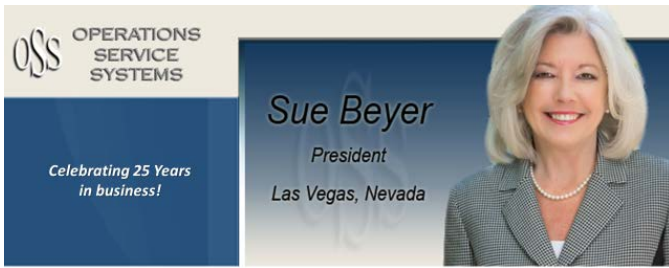 OSS
OPERATIONS
SERVICE
SYSTEMS
Celebrating 25 Years
in business!
Sue Beyer
President
Las Vegas, Nevada